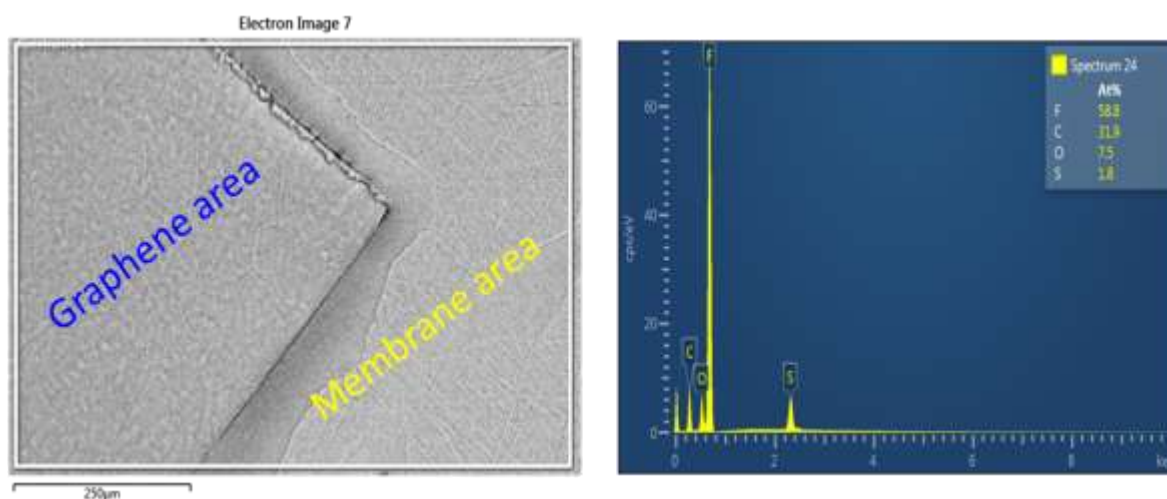 Electron Image 7
Graphene area
Membrane area
250μm
F
C
O
S
Spectrum 24
At%
F 58.8
C 31.9
O 7.5
S 1.8
cps/eV
60
40
20
0
0 2 4 6 8